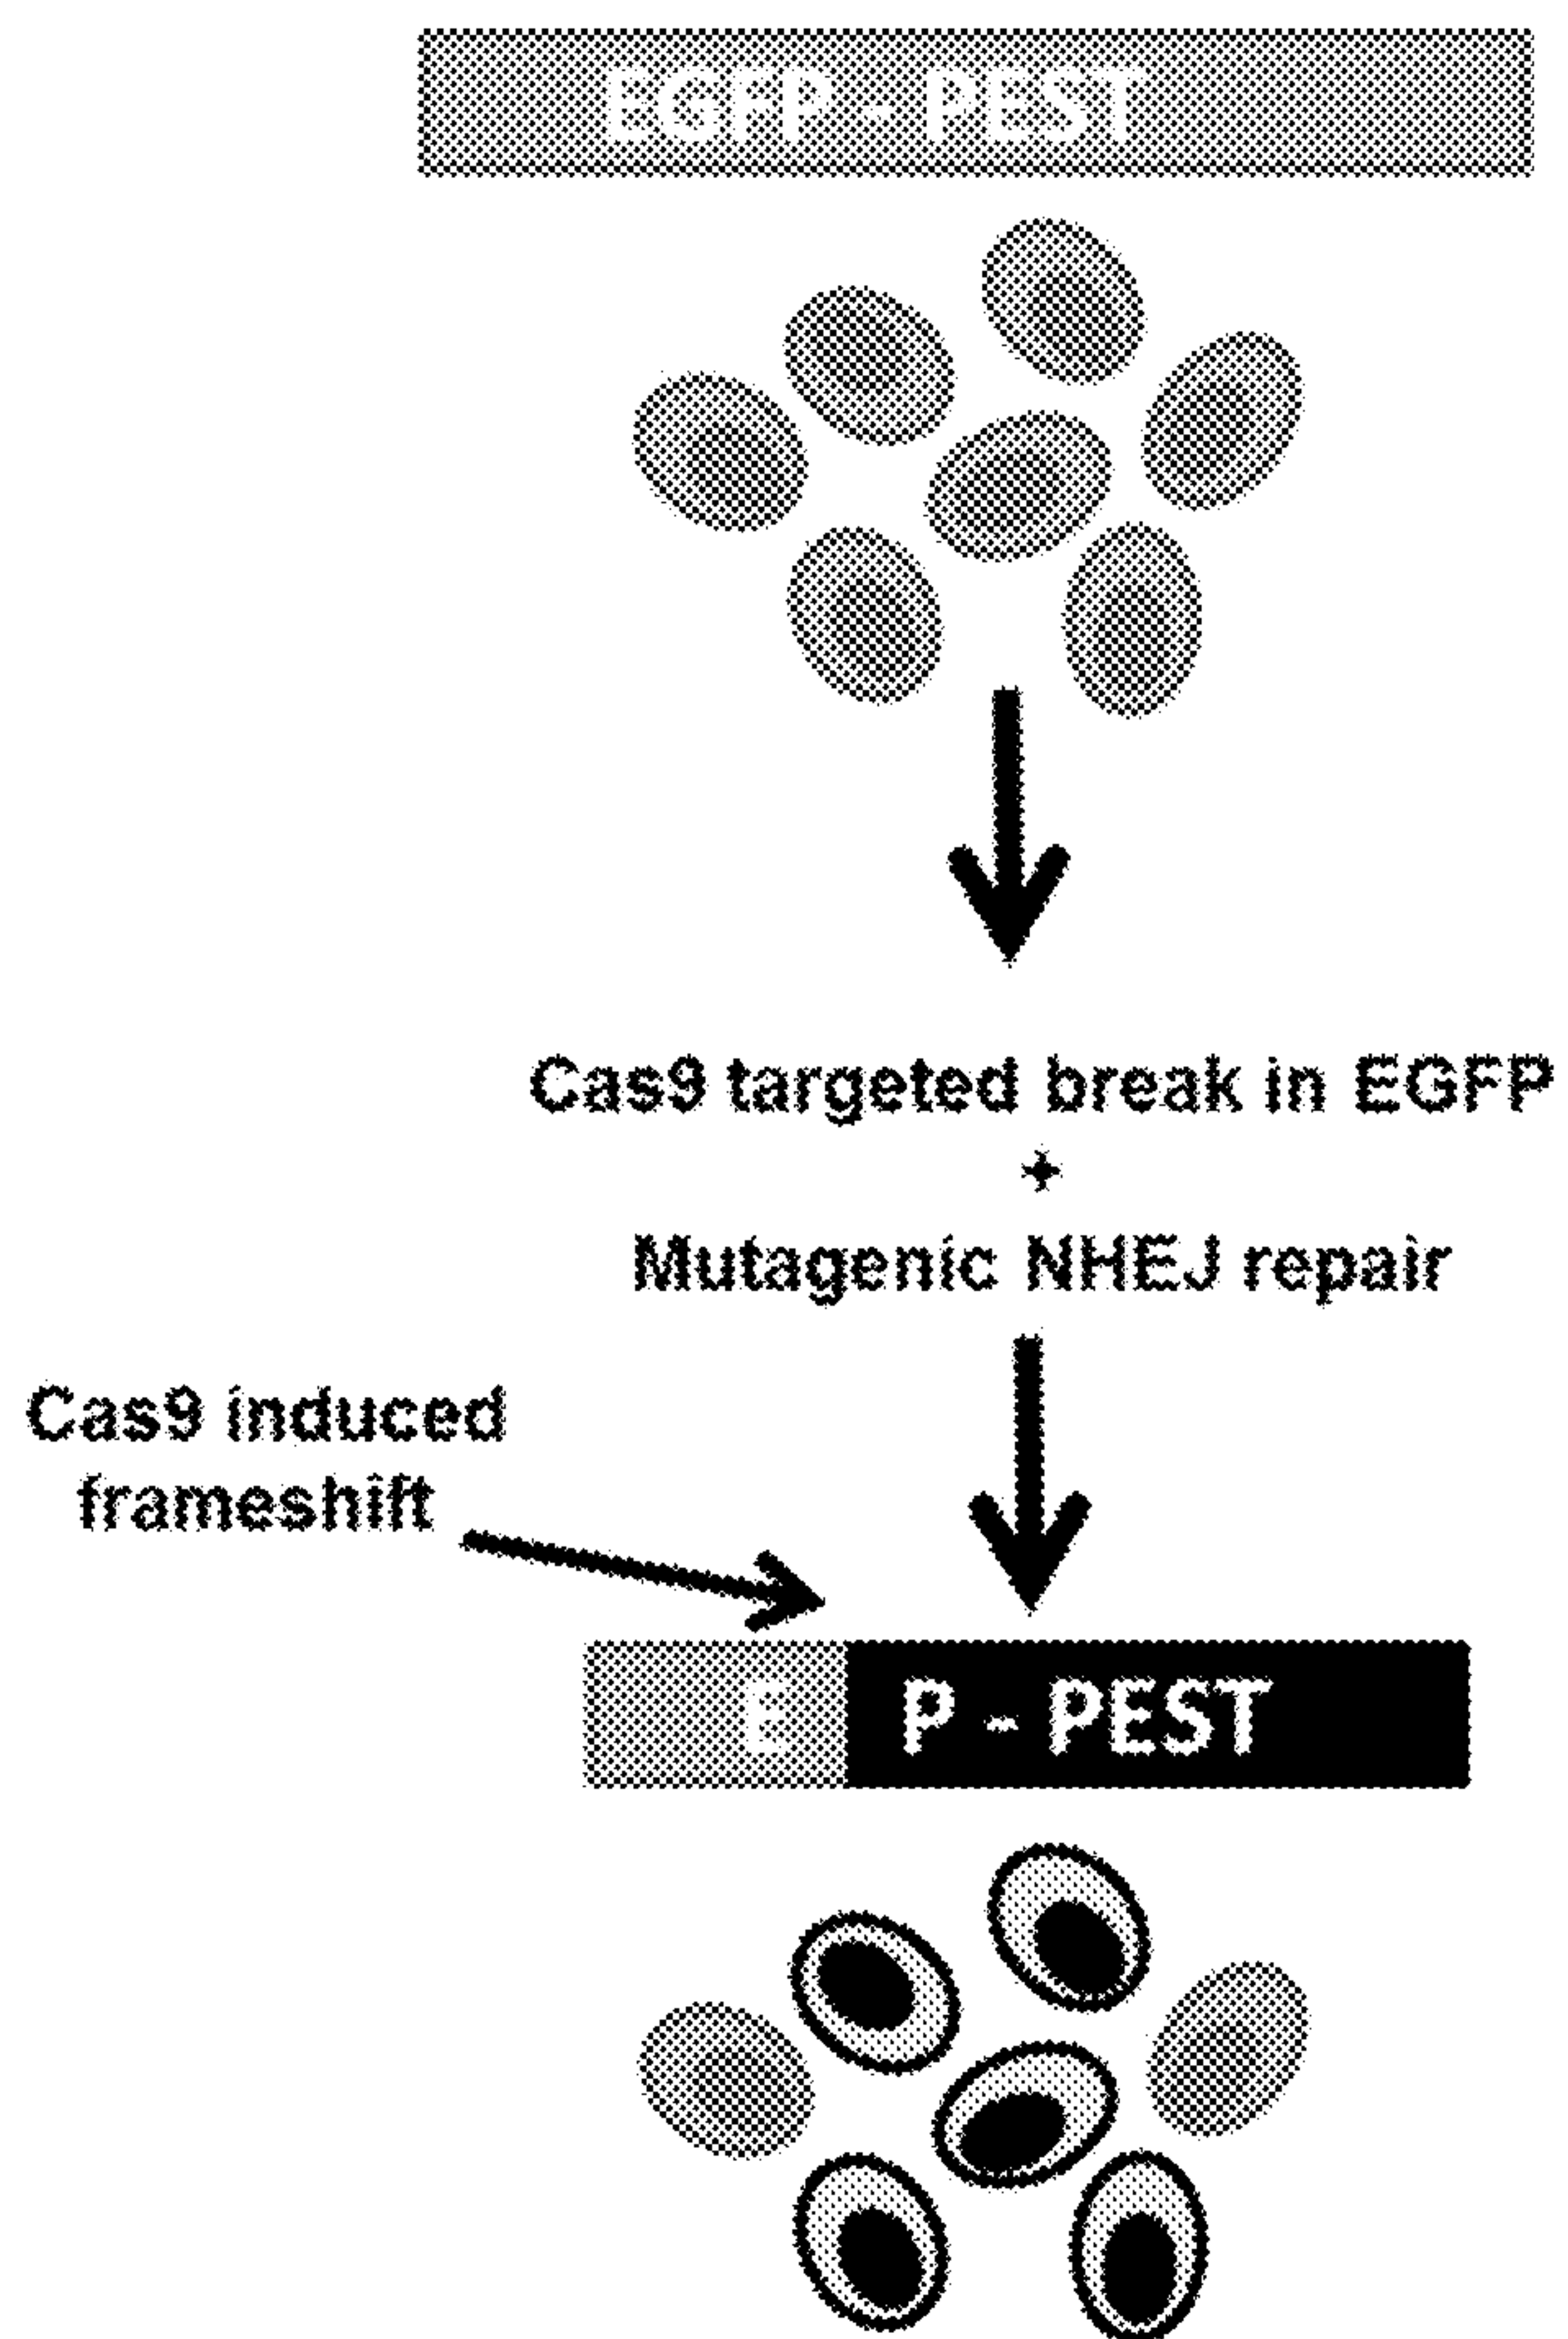 EGFP - PEST
Cas9 targeted break in EGFP
+
Mutagenic NHEJ repair
Cas9 induced
frameshift
E P - PEST